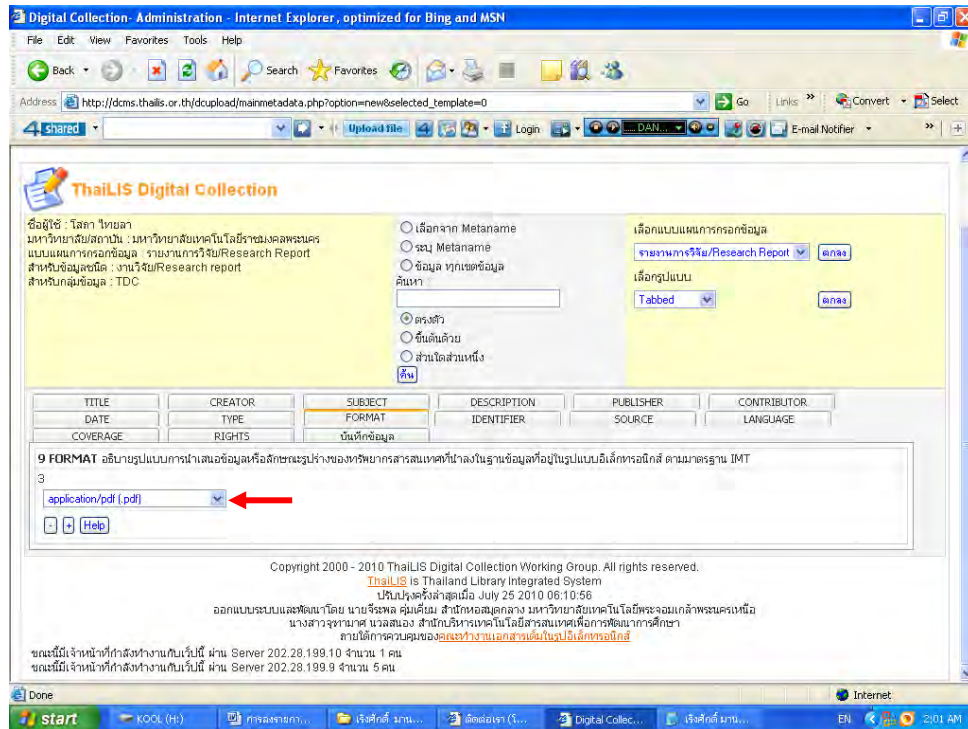 Digital Collection- Administration - Internet Explorer, optimized for Bing and MSN
File Edit View Favorites Tools Help
Back Search Favorites
Address http://dcms.thailis.or.th/dcupload/mainmetadata.php?option=new&selected_template=0 Go Links » Convert Select
4shared Upload file Login DAN... E-mail Notifier »
ThaiLIS Digital Collection
ชื่อผู้ใช้ : โสภา ไทยลา
มหาวิทยาลัย/สถาบัน : มหาวิทยาลัยเทคโนโลยีราชมงคลพระนคร
แบบแผนการกรอกข้อมูล : รายงานการวิจัย/Research Report
สำหรับข้อมูลชนิด : งานวิจัย/Research report
สำหรับกลุ่มข้อมูล : TDC
เลือกจาก Metaname
ระบุ Metaname
ข้อมูล ทุกเขตข้อมูล
ค้นหา
ตรงตัว
ขึ้นต้นด้วย
ส่วนใดส่วนหนึ่ง
ค้น
เลือกแบบแผนการกรอกข้อมูล
รายงานการวิจัย/Research Report ตกลง
เลือกรูปแบบ
Tabbed ตกลง
TITLE CREATOR SUBJECT DESCRIPTION PUBLISHER CONTRIBUTOR
DATE TYPE FORMAT IDENTIFIER SOURCE LANGUAGE
COVERAGE RIGHTS บันทึกข้อมูล
9 FORMAT อธิบายรูปแบบการนำเสนอข้อมูลหรือลักษณะรูปร่างของทรัพยากรสารสนเทศที่นำลงในฐานข้อมูลที่อยู่ในรูปแบบอิเล็กทรอนิกส์ ตามมาตรฐาน IMT
3
application/pdf (.pdf)
- + Help
Copyright 2000 - 2010 ThaiLIS Digital Collection Working Group. All rights reserved.
ThaiLIS is Thailand Library Integrated System
ปรับปรุงครั้งล่าสุดเมื่อ July 25 2010 06:10:56
ออกแบบระบบและพัฒนาโดย นายจีระพล คุ่มเคี่ยม สำนักหอสมุดกลาง มหาวิทยาลัยเทคโนโลยีพระจอมเกล้าพระนครเหนือ
นางสาวจุฑามาศ นวลสนอง สำนักบริหารเทคโนโลยีสารสนเทศเพื่อการพัฒนาการศึกษา
ภายใต้การควบคุมของคณะทำงานเอกสารเต็มในรูปอิเล็กทรอนิกส์
ขณะนี้มีเจ้าหน้าที่กำลังทำงานกับเว็ปนี้ ผ่าน Server 202.28.199.10 จำนวน 1 คน
ขณะนี้มีเจ้าหน้าที่กำลังทำงานกับเว็ปนี้ ผ่าน Server 202.28.199.9 จำนวน 5 คน
Done Internet
start KOOL (H:) Digital Collec... EN 2:01 AM